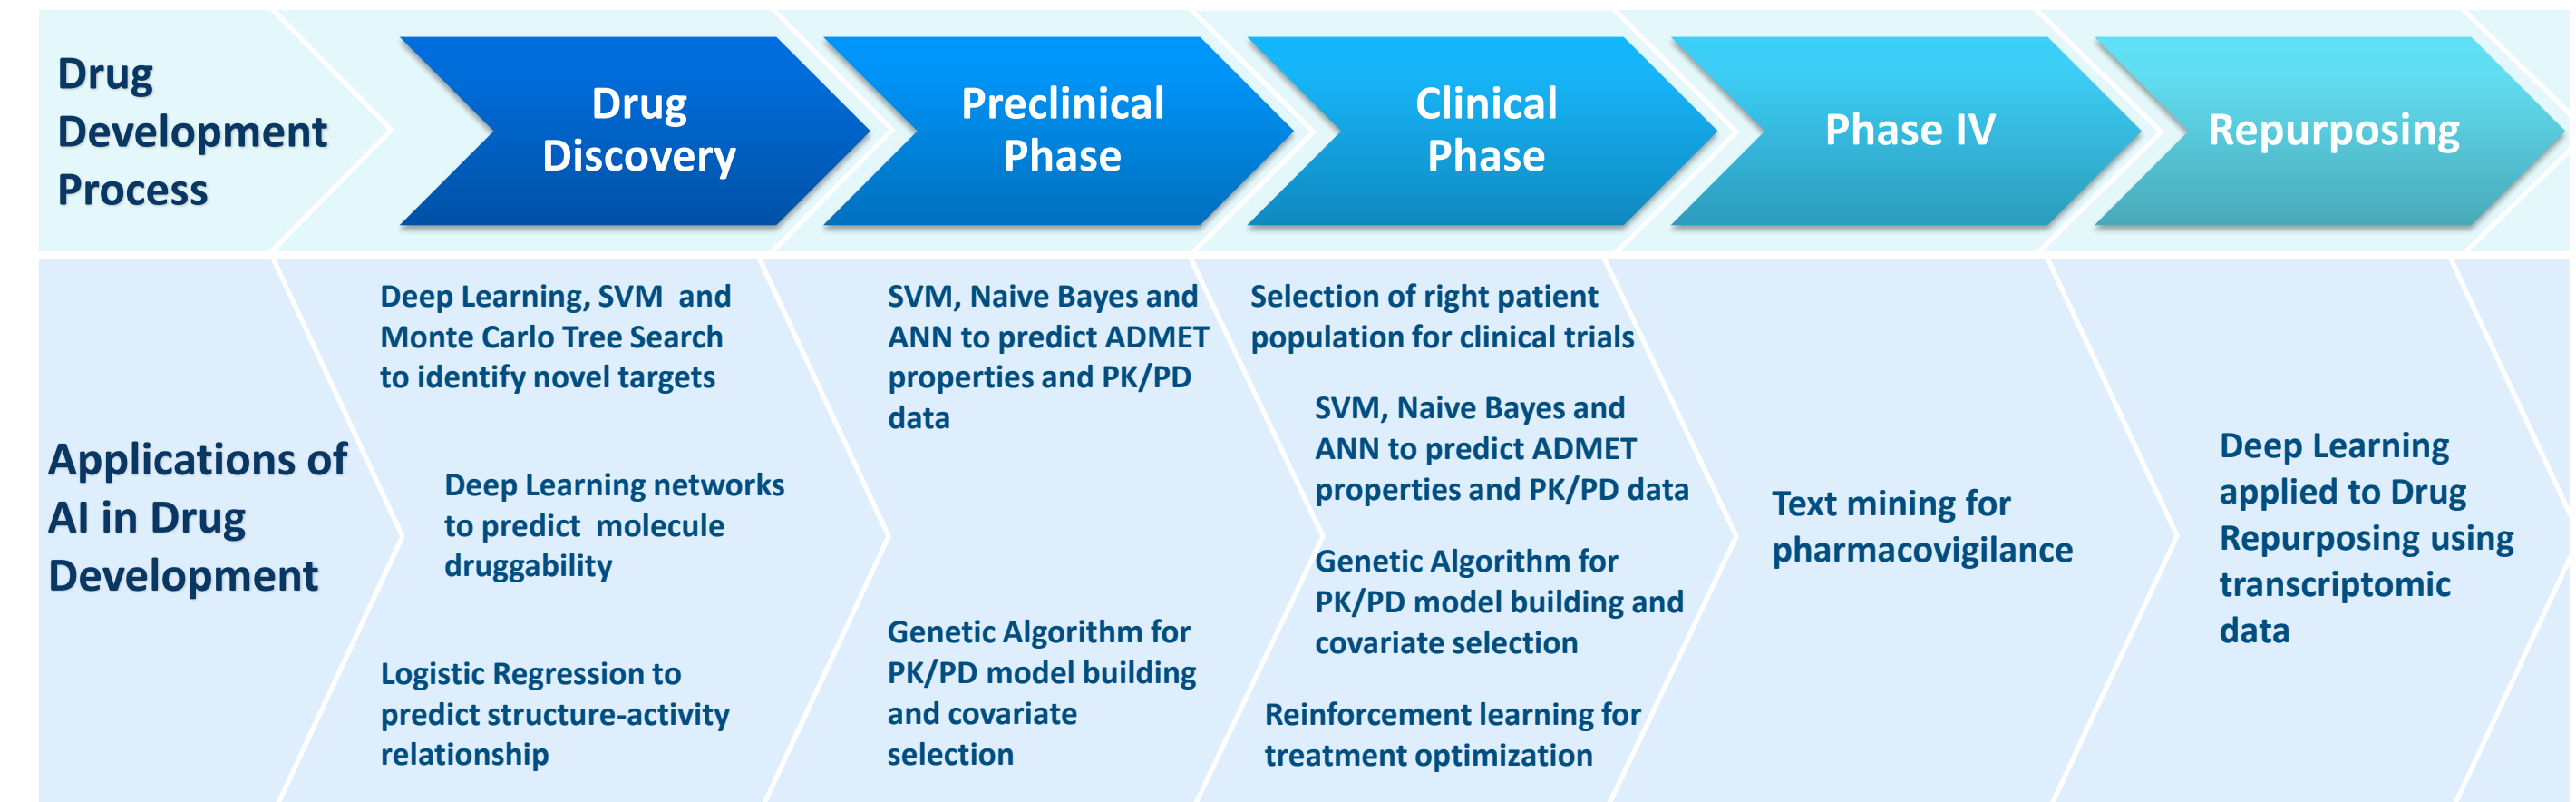 Drug
Development
Process
Drug
Discovery
Preclinical
Phase
Clinical
Phase
Phase IV
Repurposing
Applications of
AI in Drug
Development
Deep Learning, SVM and
Monte Carlo Tree Search
to identify novel targets
Deep Learning networks
to predict molecule
druggability
Logistic Regression to
predict structure-activity
relationship
SVM, Naive Bayes and
ANN to predict ADMET
properties and PK/PD
data
Genetic Algorithm for
PK/PD model building
and covariate
selection
Selection of right patient
population for clinical trials
SVM, Naive Bayes and
ANN to predict ADMET
properties and PK/PD data
Genetic Algorithm for
PK/PD model building and
covariate selection
Reinforcement learning for
treatment optimization
Text mining for
pharmacovigilance
Deep Learning
applied to Drug
Repurposing using
transcriptomic
data